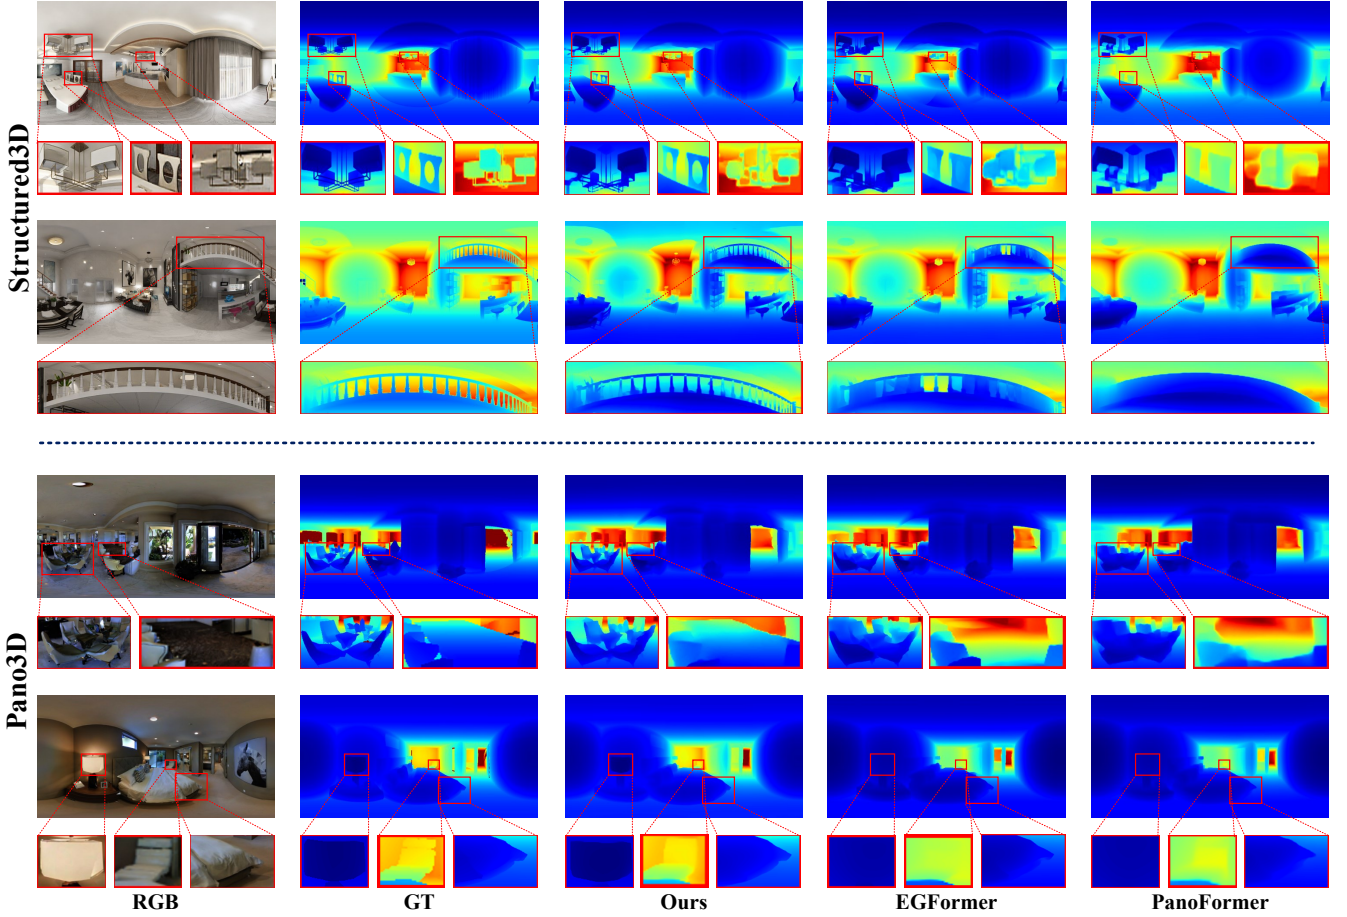 Structured3D
Pano3D
RGB
GT
Ours
EGFormer
PanoFormer